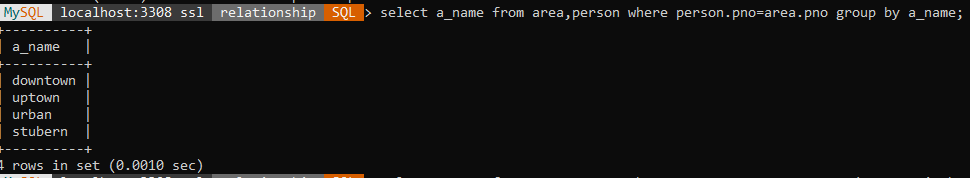 MySQL localhost:3308 ssl relationship SQL > select a_name from area,person where person.pno=area.pno group by a_name;
+----------+
| a_name   |
+----------+
| downtown |
| uptown   |
| urban    |
| stubern  |
+----------+
4 rows in set (0.0010 sec)